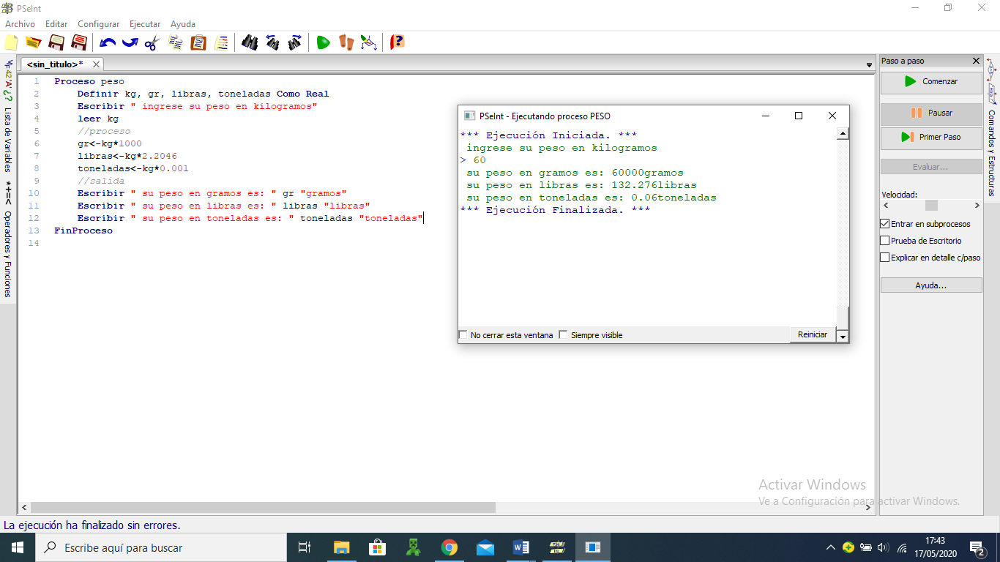 PSeInt
Archivo Editar Configurar Ejecutar Ayuda
<sin_titulo>*
1 Proceso peso
2 Definir kg, gr, libras, toneladas Como Real
3 Escribir " ingrese su peso en kilogramos"
4 leer kg
5 //proceso
6 gr<-kg*1000
7 libras<-kg*2.2046
8 toneladas<-kg*0.001
9 //salida
10 Escribir " su peso en gramos es: " gr "gramos"
11 Escribir " su peso en libras es: " libras "libras"
12 Escribir " su peso en toneladas es: " toneladas "toneladas"
13 FinProceso
14
Lista de Variables
*+=< Operadores y Funciones
PSeInt - Ejecutando proceso PESO
*** Ejecución Iniciada. ***
ingrese su peso en kilogramos
> 60
su peso en gramos es: 60000gramos
su peso en libras es: 132.276libras
su peso en toneladas es: 0.06toneladas
*** Ejecución Finalizada. ***
No cerrar esta ventana Siempre visible Reiniciar
Paso a paso
Comenzar
Pausar
Primer Paso
Evaluar...
Velocidad:
Entrar en subprocesos
Prueba de Escritorio
Explicar en detalle c/paso
Ayuda...
Comandos y Estructuras
Activar Windows
Ve a Configuración para activar Windows.
La ejecución ha finalizado sin errores.
Escribe aquí para buscar
17:43
17/05/2020
2